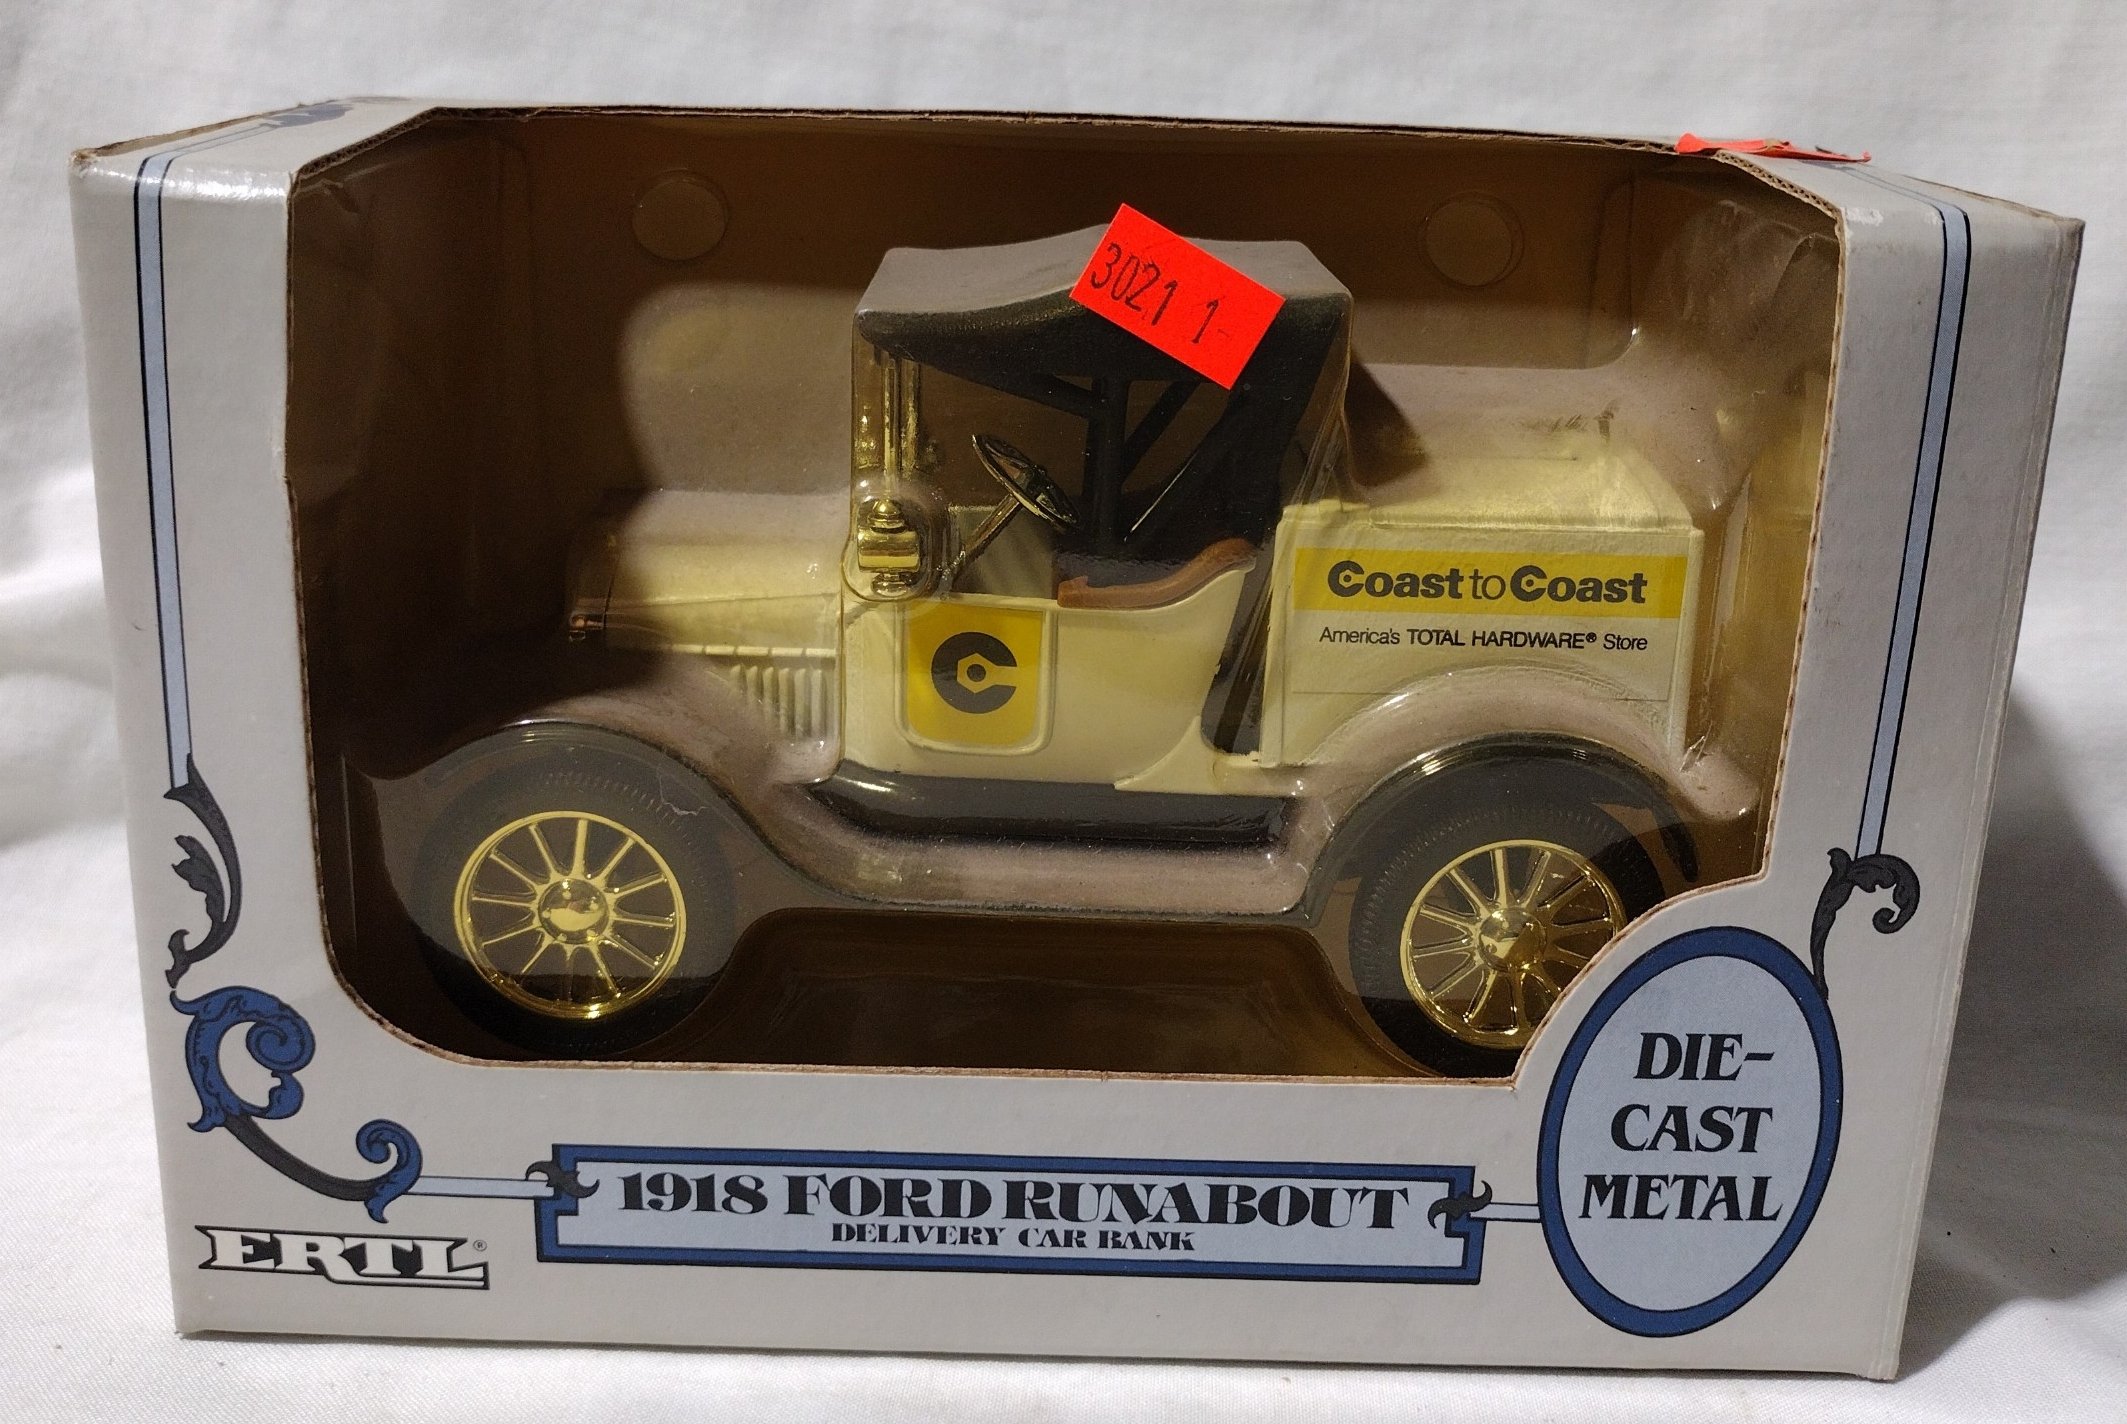 3021 1-
Coast to Coast
America's TOTAL HARDWARE® Store
DIE-
CAST
METAL
1918 FORD RUNABOUT
DELIVERY CAR BANK
ERTL®